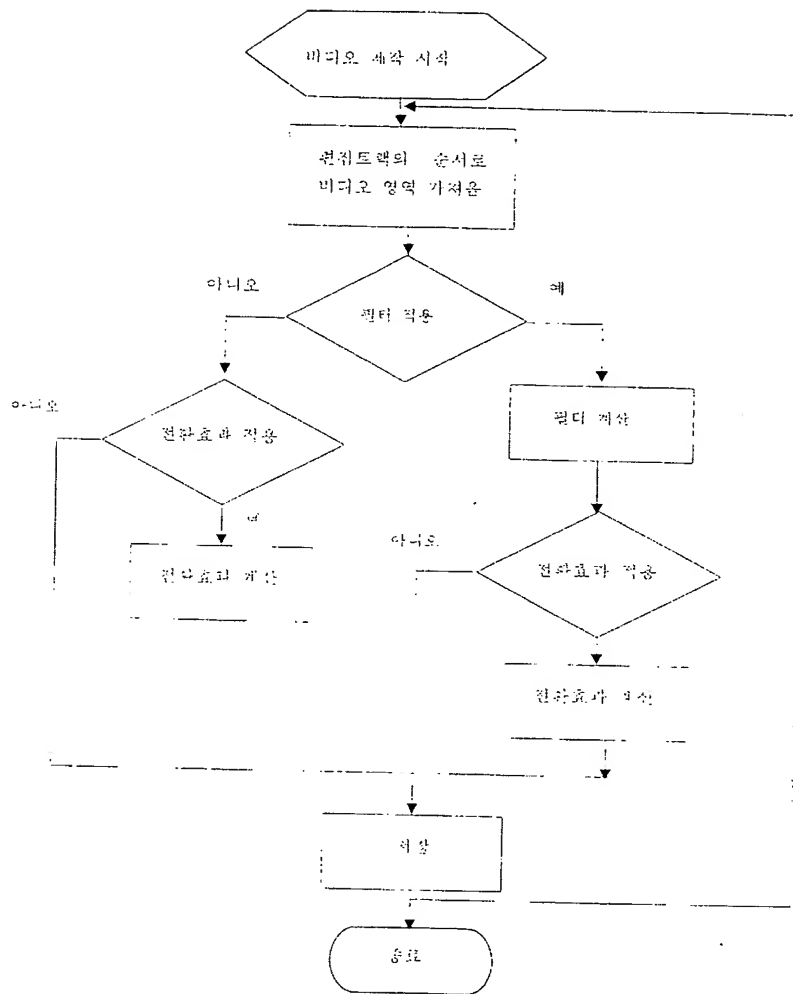 비디오 제작 시작
편집트랙의 순서로
비디오 영역 가져옴
아니오
예
필터 적용
아니오
전환효과 적용
필터 계산
예
아니오
전환효과 계산
전환효과 적용
전환효과 계산
저장
종료